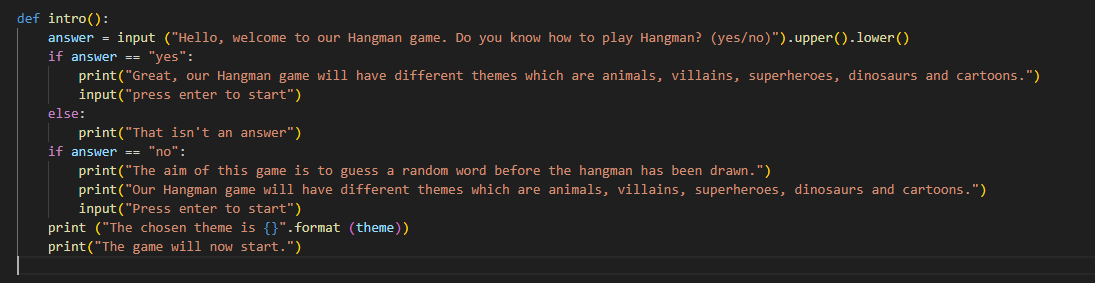 def intro():
    answer = input ("Hello, welcome to our Hangman game. Do you know how to play Hangman? (yes/no)").upper().lower()
    if answer == "yes":
        print("Great, our Hangman game will have different themes which are animals, villains, superheroes, dinosaurs and cartoons.")
        input("press enter to start")
    else:
        print("That isn't an answer")
    if answer == "no":
        print("The aim of this game is to guess a random word before the hangman has been drawn.")
        print("Our Hangman game will have different themes which are animals, villains, superheroes, dinosaurs and cartoons.")
        input("Press enter to start")
    print ("The chosen theme is {}".format (theme))
    print("The game will now start.")